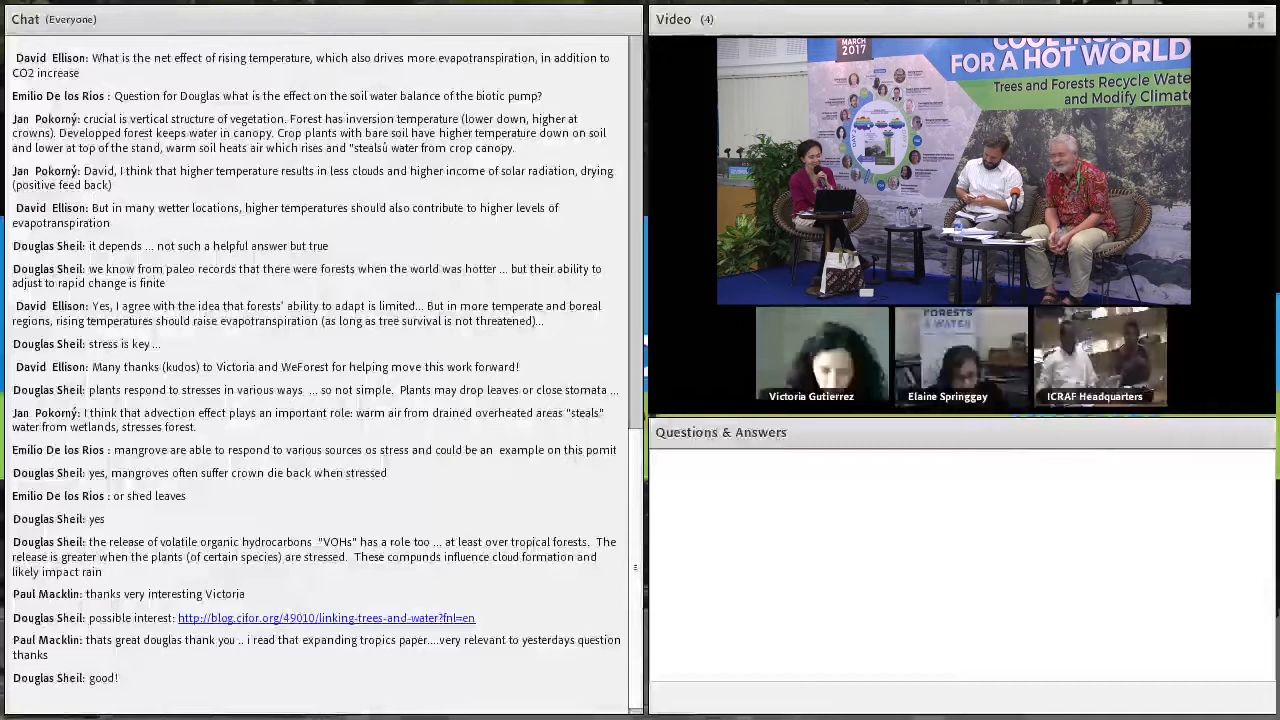 Chat (Everyone)
David Ellison: What is the net effect of rising temperature, which also drives more evapotranspiration, in addition to
CO2 increase
Emilio De los Rios : Question for Douglas what is the effect on the soil water balance of the biotic pump?
Jan Pokorný: crucial is vertical structure of vegetation. Forest has inversion temperature (lower down, higher at
crowns). Developped forest keeps water in canopy. Crop plants with bare soil have higher temperature down on soil
and lower at top of the stand, warm soil heats air which rises and "stealsú water from crop canopy.
Jan Pokorný: David, I think that higher temperature results in less clouds and higher income of solar radiation, drying
(positive feed back)
David Ellison: But in many wetter locations, higher temperatures should also contribute to higher levels of
evapotranspiration
Douglas Sheil: it depends ... not such a helpful answer but true
Douglas Sheil: we know from paleo records that there were forests when the world was hotter ... but their ability to
adjust to rapid change is finite
David Ellison: Yes, I agree with the idea that forests' ability to adapt is limited... But in more temperate and boreal
regions, rising temperatures should raise evapotranspiration (as long as tree survival is not threatened)...
Douglas Sheil: stress is key ...
David Ellison: Many thanks (kudos) to Victoria and WeForest for helping move this work forward!
Douglas Sheil: plants respond to stresses in various ways ... so not simple. Plants may drop leaves or close stomata ...
Jan Pokorný: I think that advection effect plays an important role: warm air from drained overheated areas "steals"
water from wetlands, stresses forest.
Emilio De los Rios : mangrove are able to respond to various sources os stress and could be an example on this pomit
Douglas Sheil: yes, mangroves often suffer crown die back when stressed
Emilio De los Rios : or shed leaves
Douglas Sheil: yes
Douglas Sheil: the release of volatile organic hydrocarbons "VOHs" has a role too ... at least over tropical forests. The
release is greater when the plants (of certain species) are stressed. These compunds influence cloud formation and
likely impact rain
Paul Macklin: thanks very interesting Victoria
Douglas Sheil: possible interest: http://blog.cifor.org/49010/linking-trees-and-water?fnl=en
Paul Macklin: thats great douglas thank you .. i read that expanding tropics paper....very relevant to yesterdays question
thanks
Douglas Sheil: good!
Video (4)
MARCH
2017
COOL
FOR A HOT WORLD
Trees and Forests Recycle Wate
and Modify Climate
FORESTS
& WATER
Victoria Gutierrez
Elaine Springgay
ICRAF Headquarters
Questions & Answers